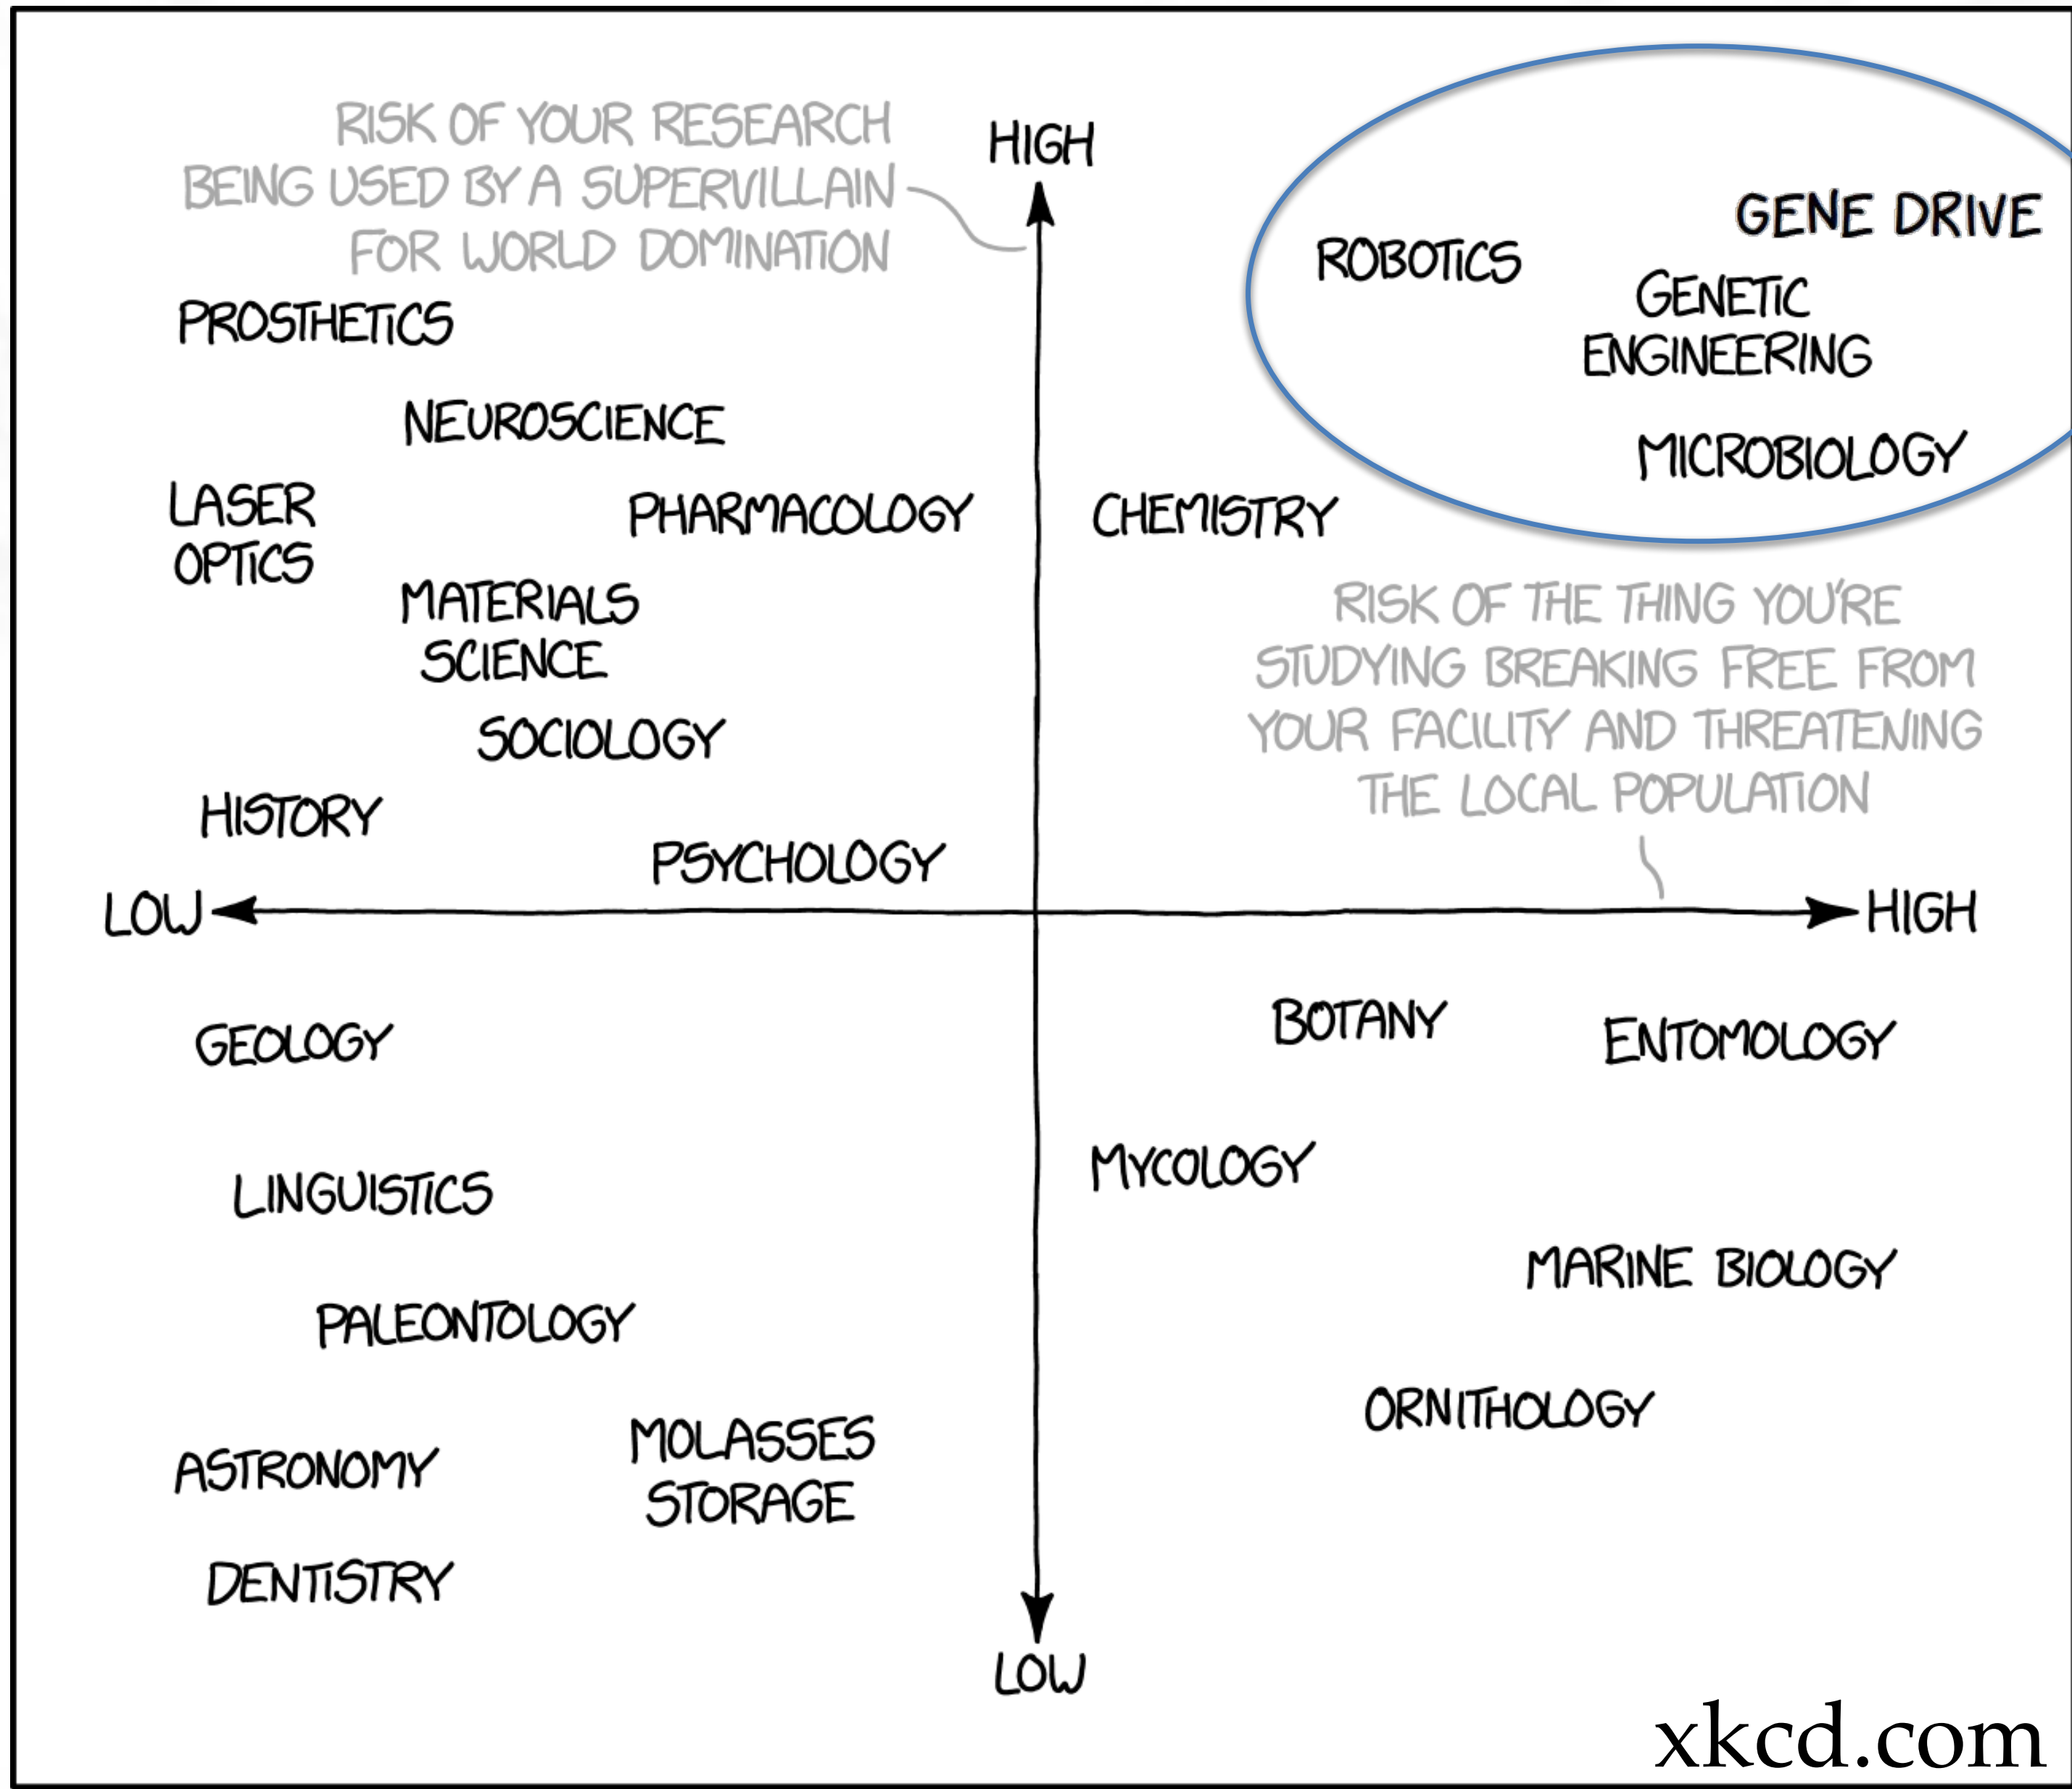 RISK OF YOUR RESEARCH
BEING USED BY A SUPERVILLAIN
FOR WORLD DOMINATION
HIGH
GENE DRIVE
ROBOTICS
GENETIC
ENGINEERING
PROSTHETICS
NEUROSCIENCE
MICROBIOLOGY
LASER
OPTICS
PHARMACOLOGY
CHEMISTRY
MATERIALS
SCIENCE
RISK OF THE THING YOU'RE
STUDYING BREAKING FREE FROM
YOUR FACILITY AND THREATENING
THE LOCAL POPULATION
SOCIOLOGY
HISTORY
PSYCHOLOGY
LOW
HIGH
GEOLOGY
BOTANY
ENTOMOLOGY
LINGUISTICS
MYCOLOGY
MARINE BIOLOGY
PALEONTOLOGY
ORNITHOLOGY
ASTRONOMY
MOLASSES
STORAGE
DENTISTRY
LOW
xkcd.com